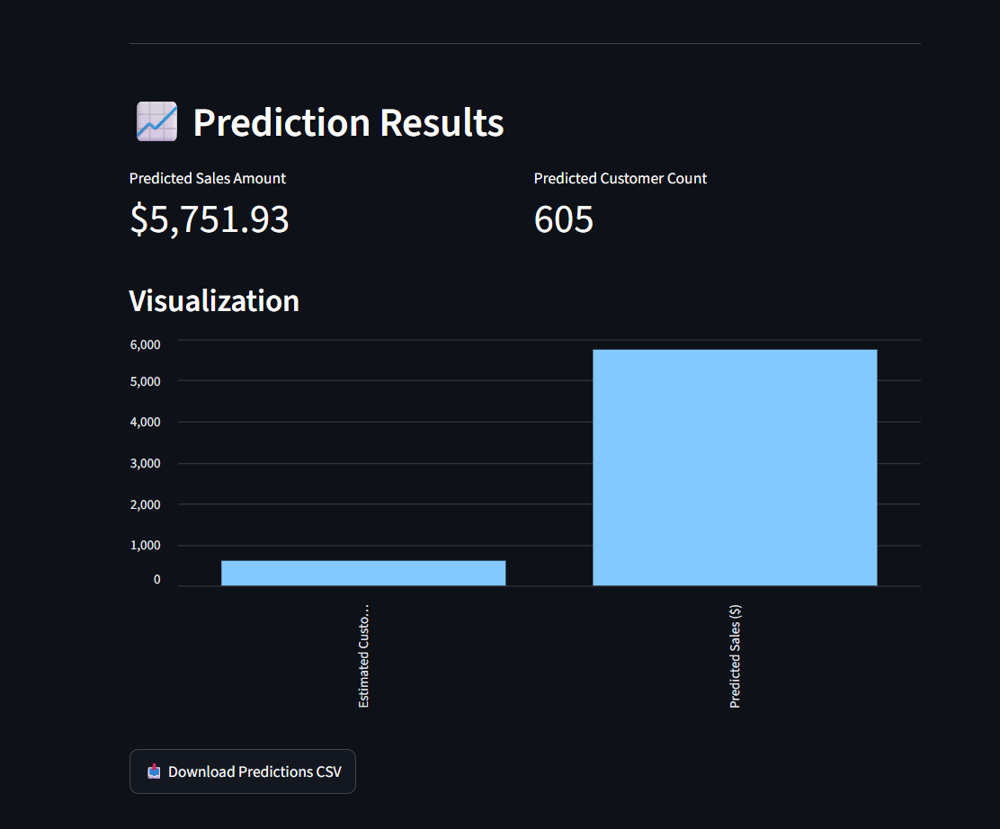 Prediction Results
Predicted Sales Amount
Predicted Customer Count
$5,751.93
605
Visualization
6,000
5,000
4,000
3,000
2,000
1,000
0
Estimated Custo…
Predicted Sales ($)
Download Predictions CSV